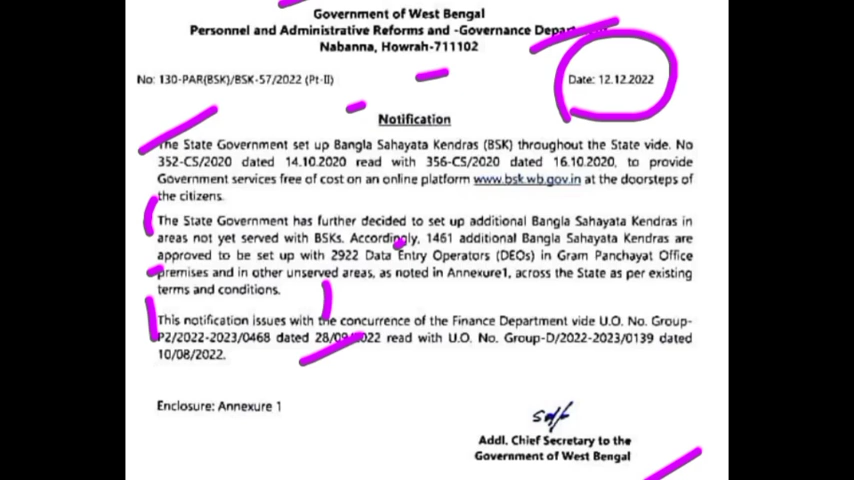 Government of West Bengal
Personnel and Administrative Reforms and -Governance
Nabanna, Howrah-711102
No: 130-PAR(BSK)/BSK-57/2022 (Pt-II)
Date: 12.12.2022
Notification
The State Government set up Bangla Sahayata Kendras (BSK) throughout the State vide. No
352-CS/2020 dated 14.10.2020 read with 356-CS/2020 dated 16.10.2020, to provide
Government services free of cost on an online platform www.bsk.wb.gov.in at the doorsteps of
the citizens.
The State Government has further decided to set up additional Bangla Sahayata Kendras in
areas not yet served with BSKs. Accordingly, 1461 additional Bangla Sahayata Kendras are
approved to be set up with 2922 Data Entry Operators (DEOs) in Gram Panchayat Office
premises and in other unserved areas, as noted in Annexure1, across the State as per existing
terms and conditions.
This notification issues with the concurrence of the Finance Department vide U.O. No. Group-
P2/2022-2023/0468 dated read with U.O. No. Group-D/2022-2023/0139 dated
10/08/2022.
Enclosure: Annexure 1
Addl. Chief Secretary to the
Government of West Bengal